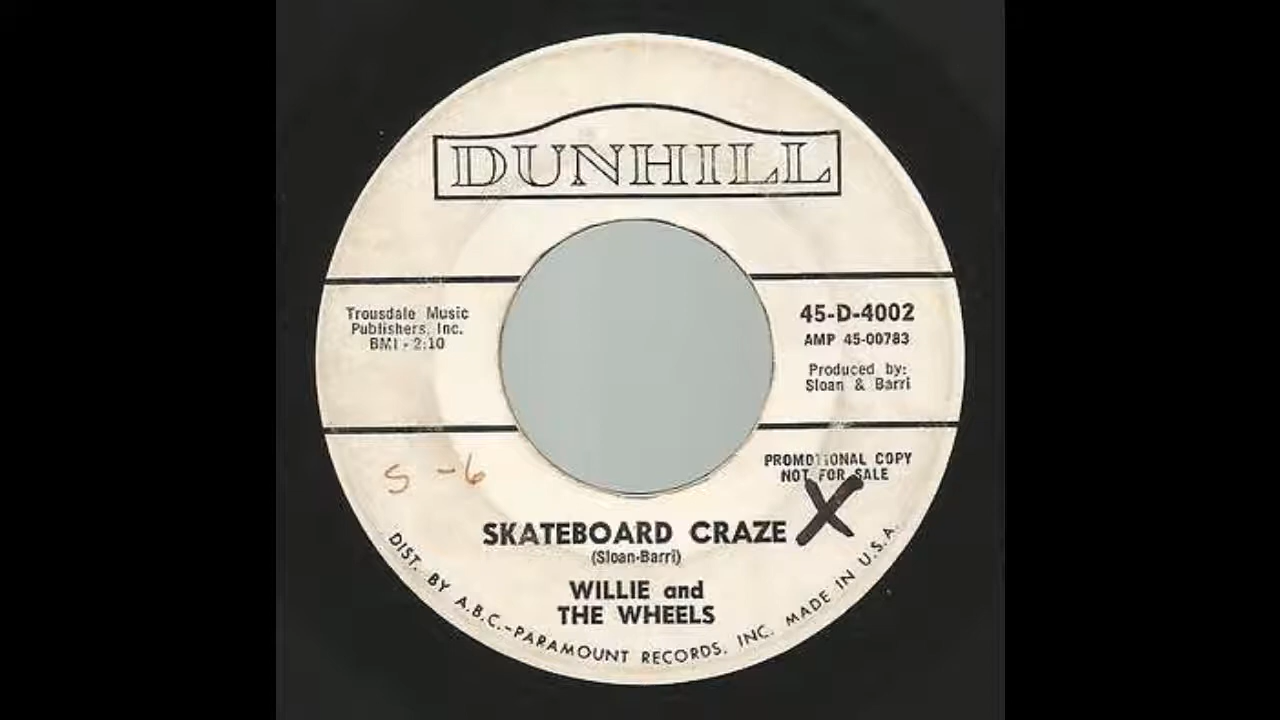 DUNHILL
Trousdale Music
Publishers, Inc.
BMI - 2:10
45-D-4002
AMP 45-00783
Produced by:
Sloan & Barri
S - 6
PROMOTIONAL COPY
NOT FOR SALE
X
SKATEBOARD CRAZE
(Sloan-Barri)
WILLIE and
THE WHEELS
DIST. BY A.B.C.-PARAMOUNT RECORDS, INC. MADE IN U.S.A.